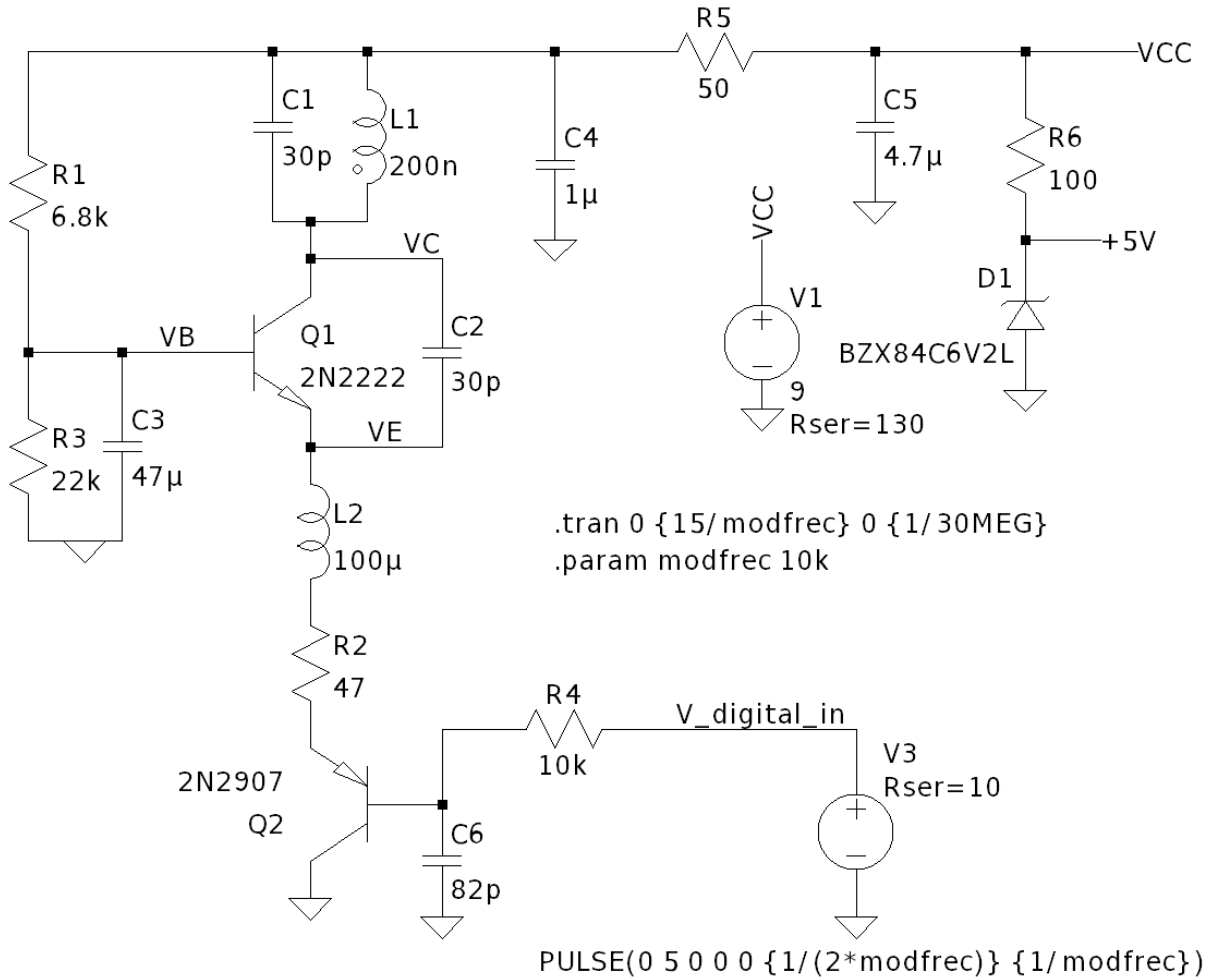 R5
50
VCC
C1
30p
L1
200n
C4
1µ
C5
4.7µ
R6
100
R1
6.8k
VCC
+5V
VC
D1
V1
BZX84C6V2L
9
Rser=130
VB
Q1
2N2222
C2
30p
R3
22k
C3
47µ
VE
L2
100µ
.tran 0 {15/modfrec} 0 {1/30MEG}
.param modfrec 10k
R2
47
R4
10k
V_digital_in
V3
Rser=10
2N2907
Q2
C6
82p
PULSE(0 5 0 0 0 {1/(2*modfrec)} {1/modfrec})